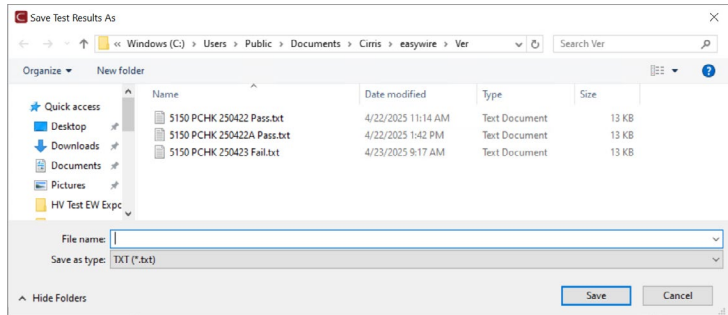 Save Test Results As
« Windows (C:) > Users > Public > Documents > Cirris > easywire > Ver
Search Ver
Organize
New folder
Name Date modified Type Size
Quick access
Desktop
Downloads
Documents
Pictures
HV Test EW Expo
5150 PCHK 250422 Pass.txt 4/22/2025 11:14 AM Text Document 13 KB
5150 PCHK 250422A Pass.txt 4/22/2025 1:42 PM Text Document 13 KB
5150 PCHK 250423 Fail.txt 4/23/2025 9:17 AM Text Document 13 KB
File name:
Save as type: TXT (*.txt)
Hide Folders
Save
Cancel